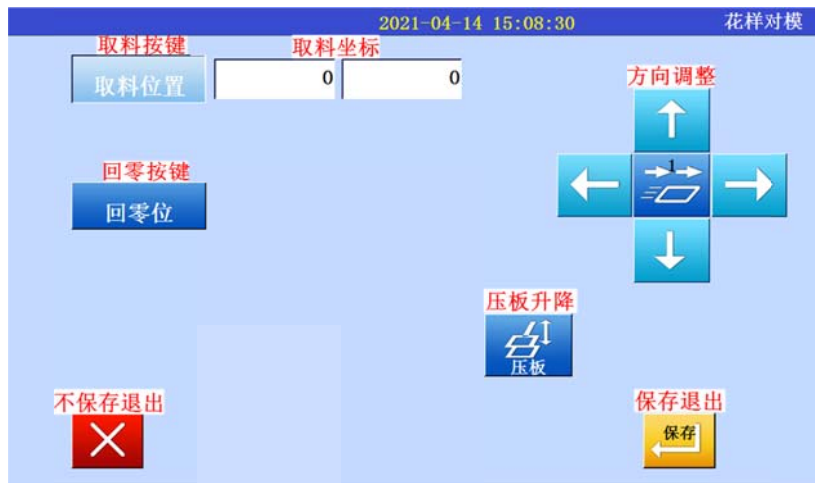 2021-04-14 15:08:30 花样对模
取料按键 取料坐标
取料位置 0 0
方向调整
1
回零按键
回零位
压板升降
压板
不保存退出 保存退出
保存